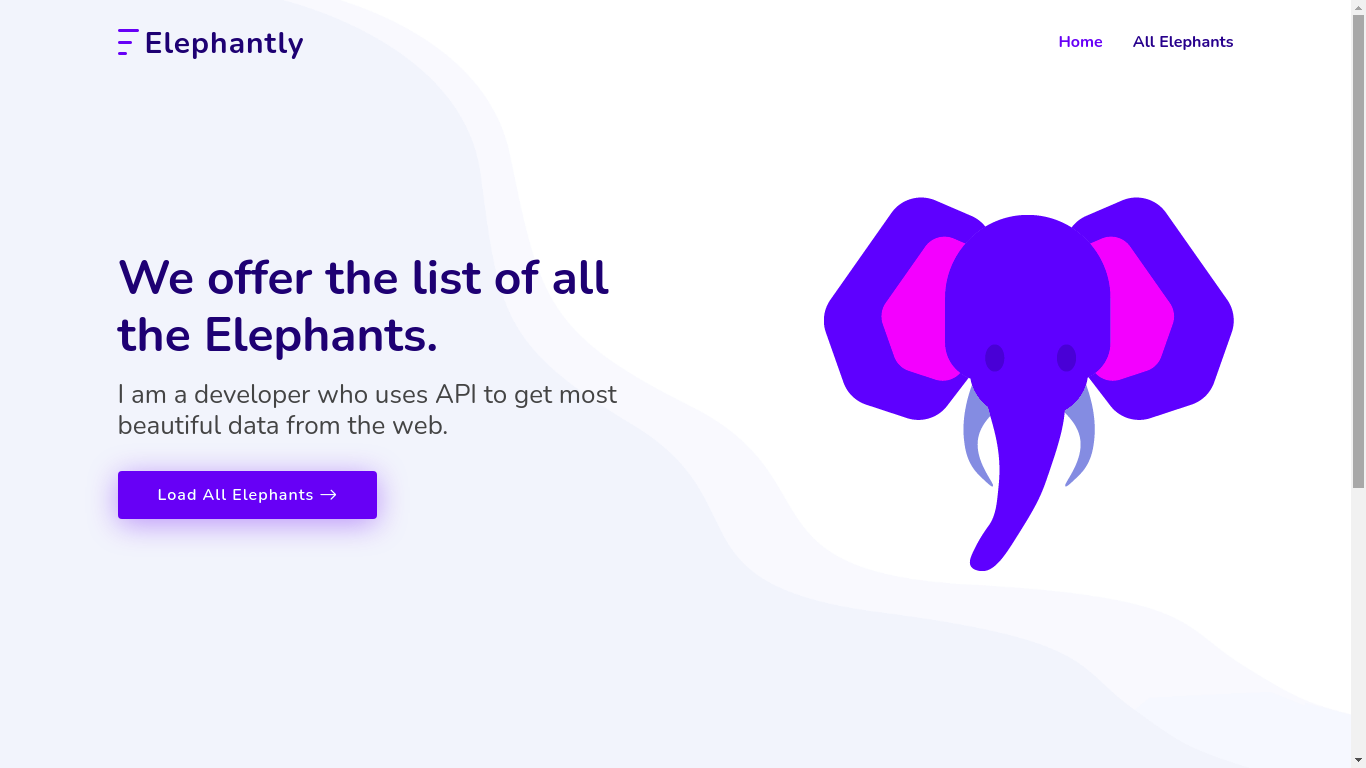 Elephantly
Home
All Elephants
We offer the list of all
the Elephants.
I am a developer who uses API to get most
beautiful data from the web.
Load All Elephants →